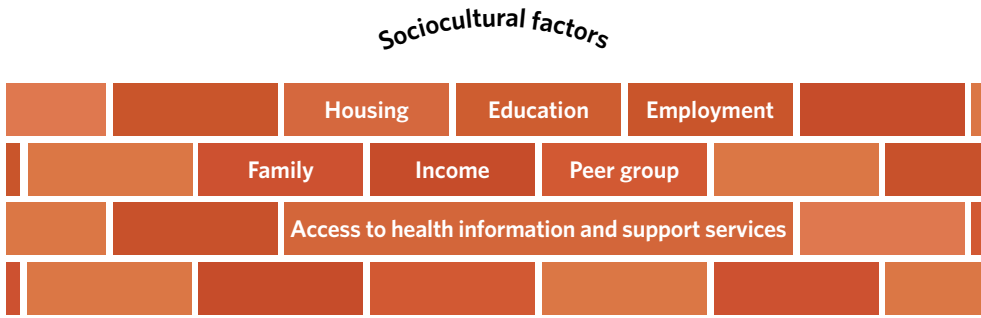 Sociocultural factors
Housing Education Employment
Family Income Peer group
Access to health information and support services